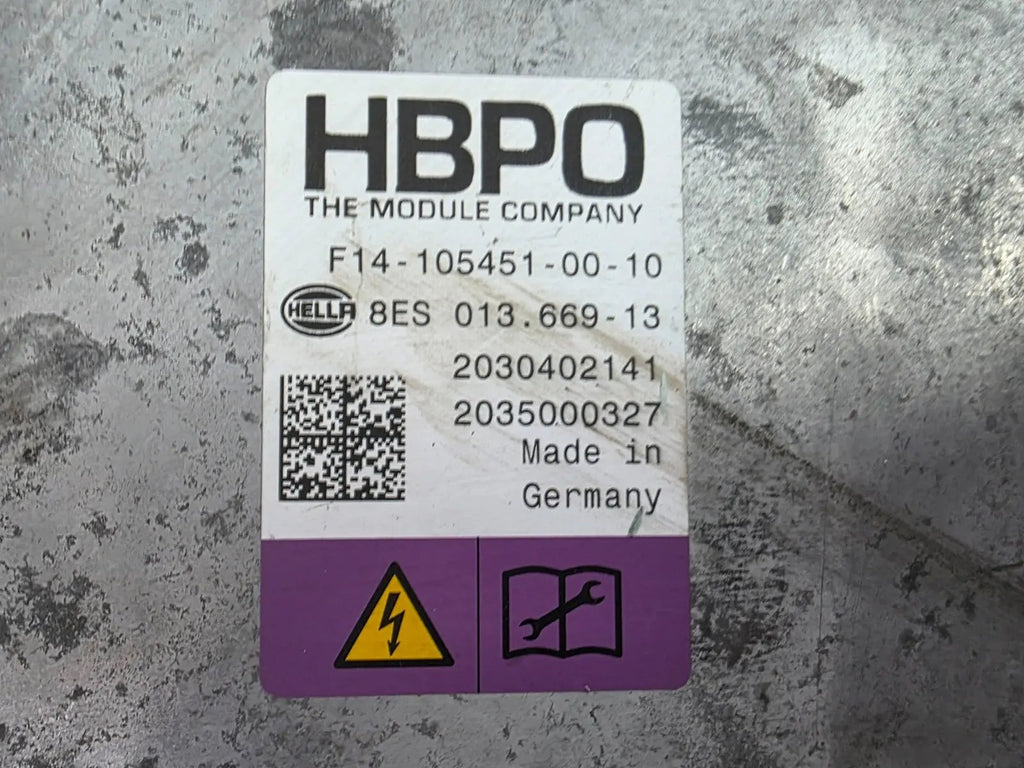 HBPO
THE MODULE COMPANY
F14-105451-00-10
HELLA 8ES 013.669-13
2030402141
2035000327
Made in
Germany